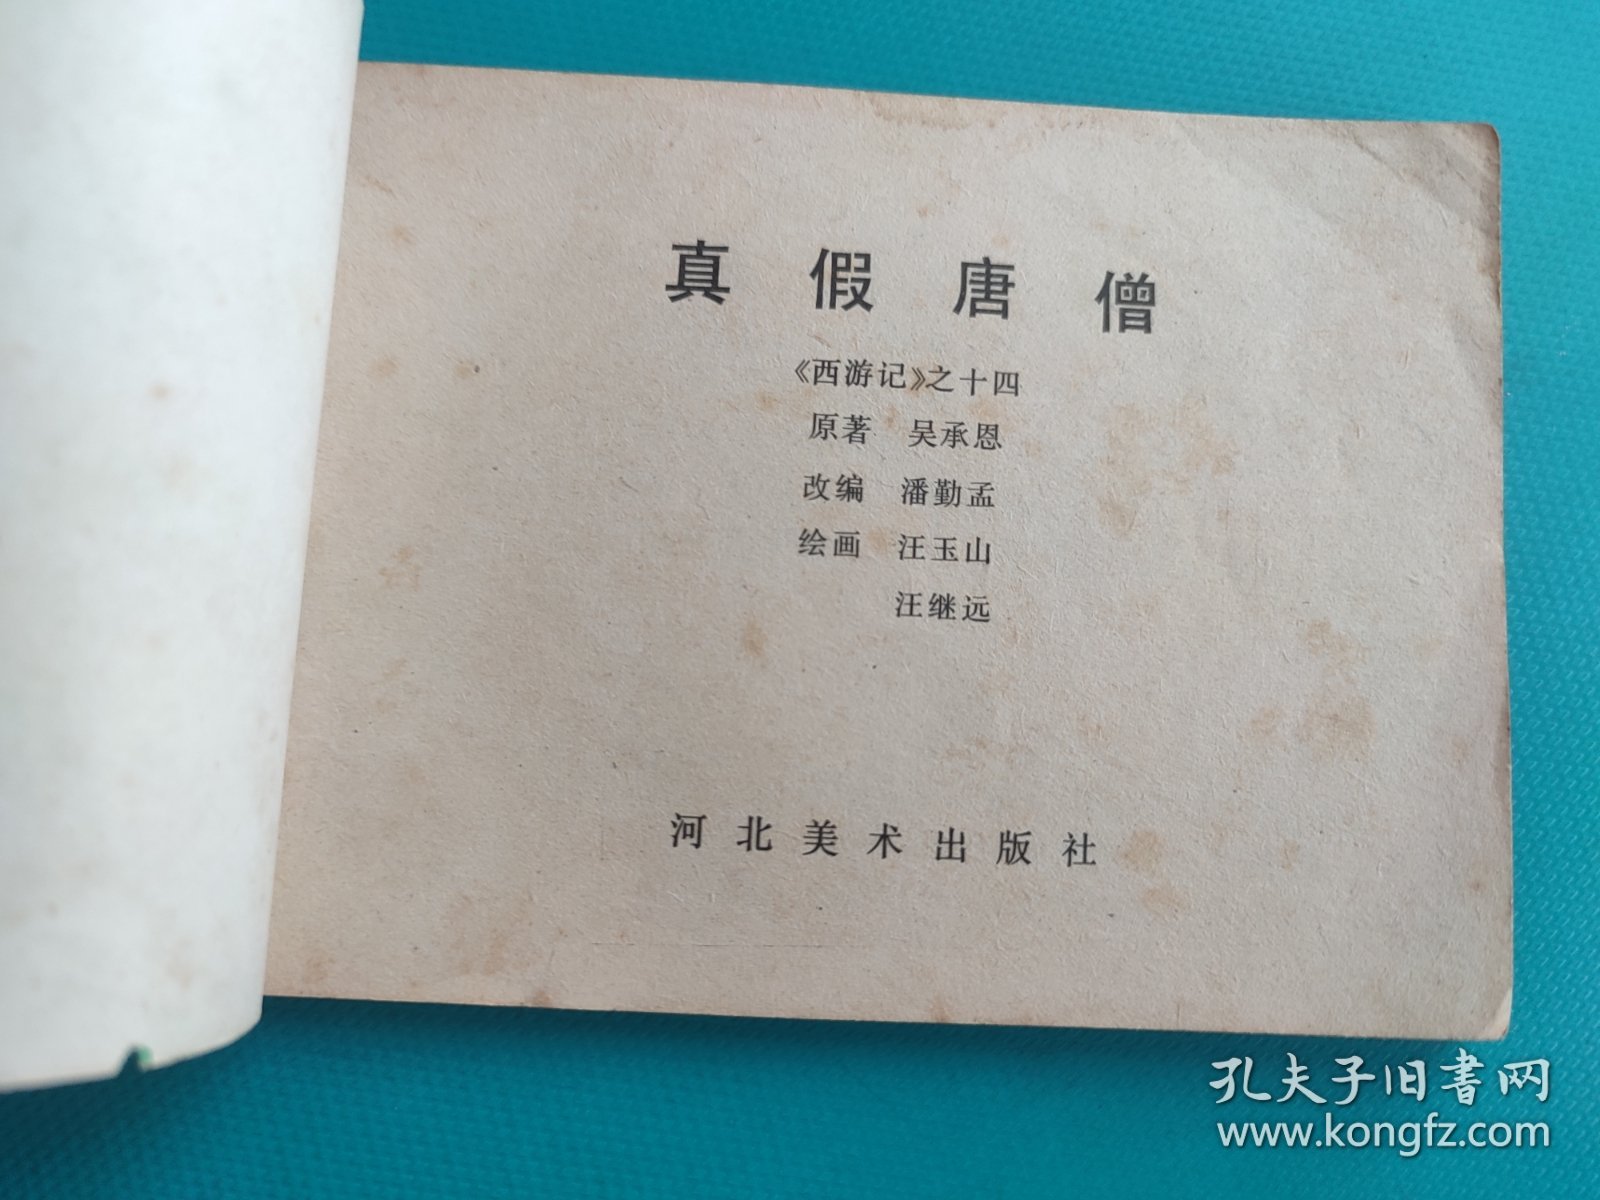 真假唐僧
《西游记》之十四
原著 吴承恩
改编 潘勤孟
绘画 汪玉山
汪继远
河北美术出版社
孔夫子旧书网
www.kongfz.com